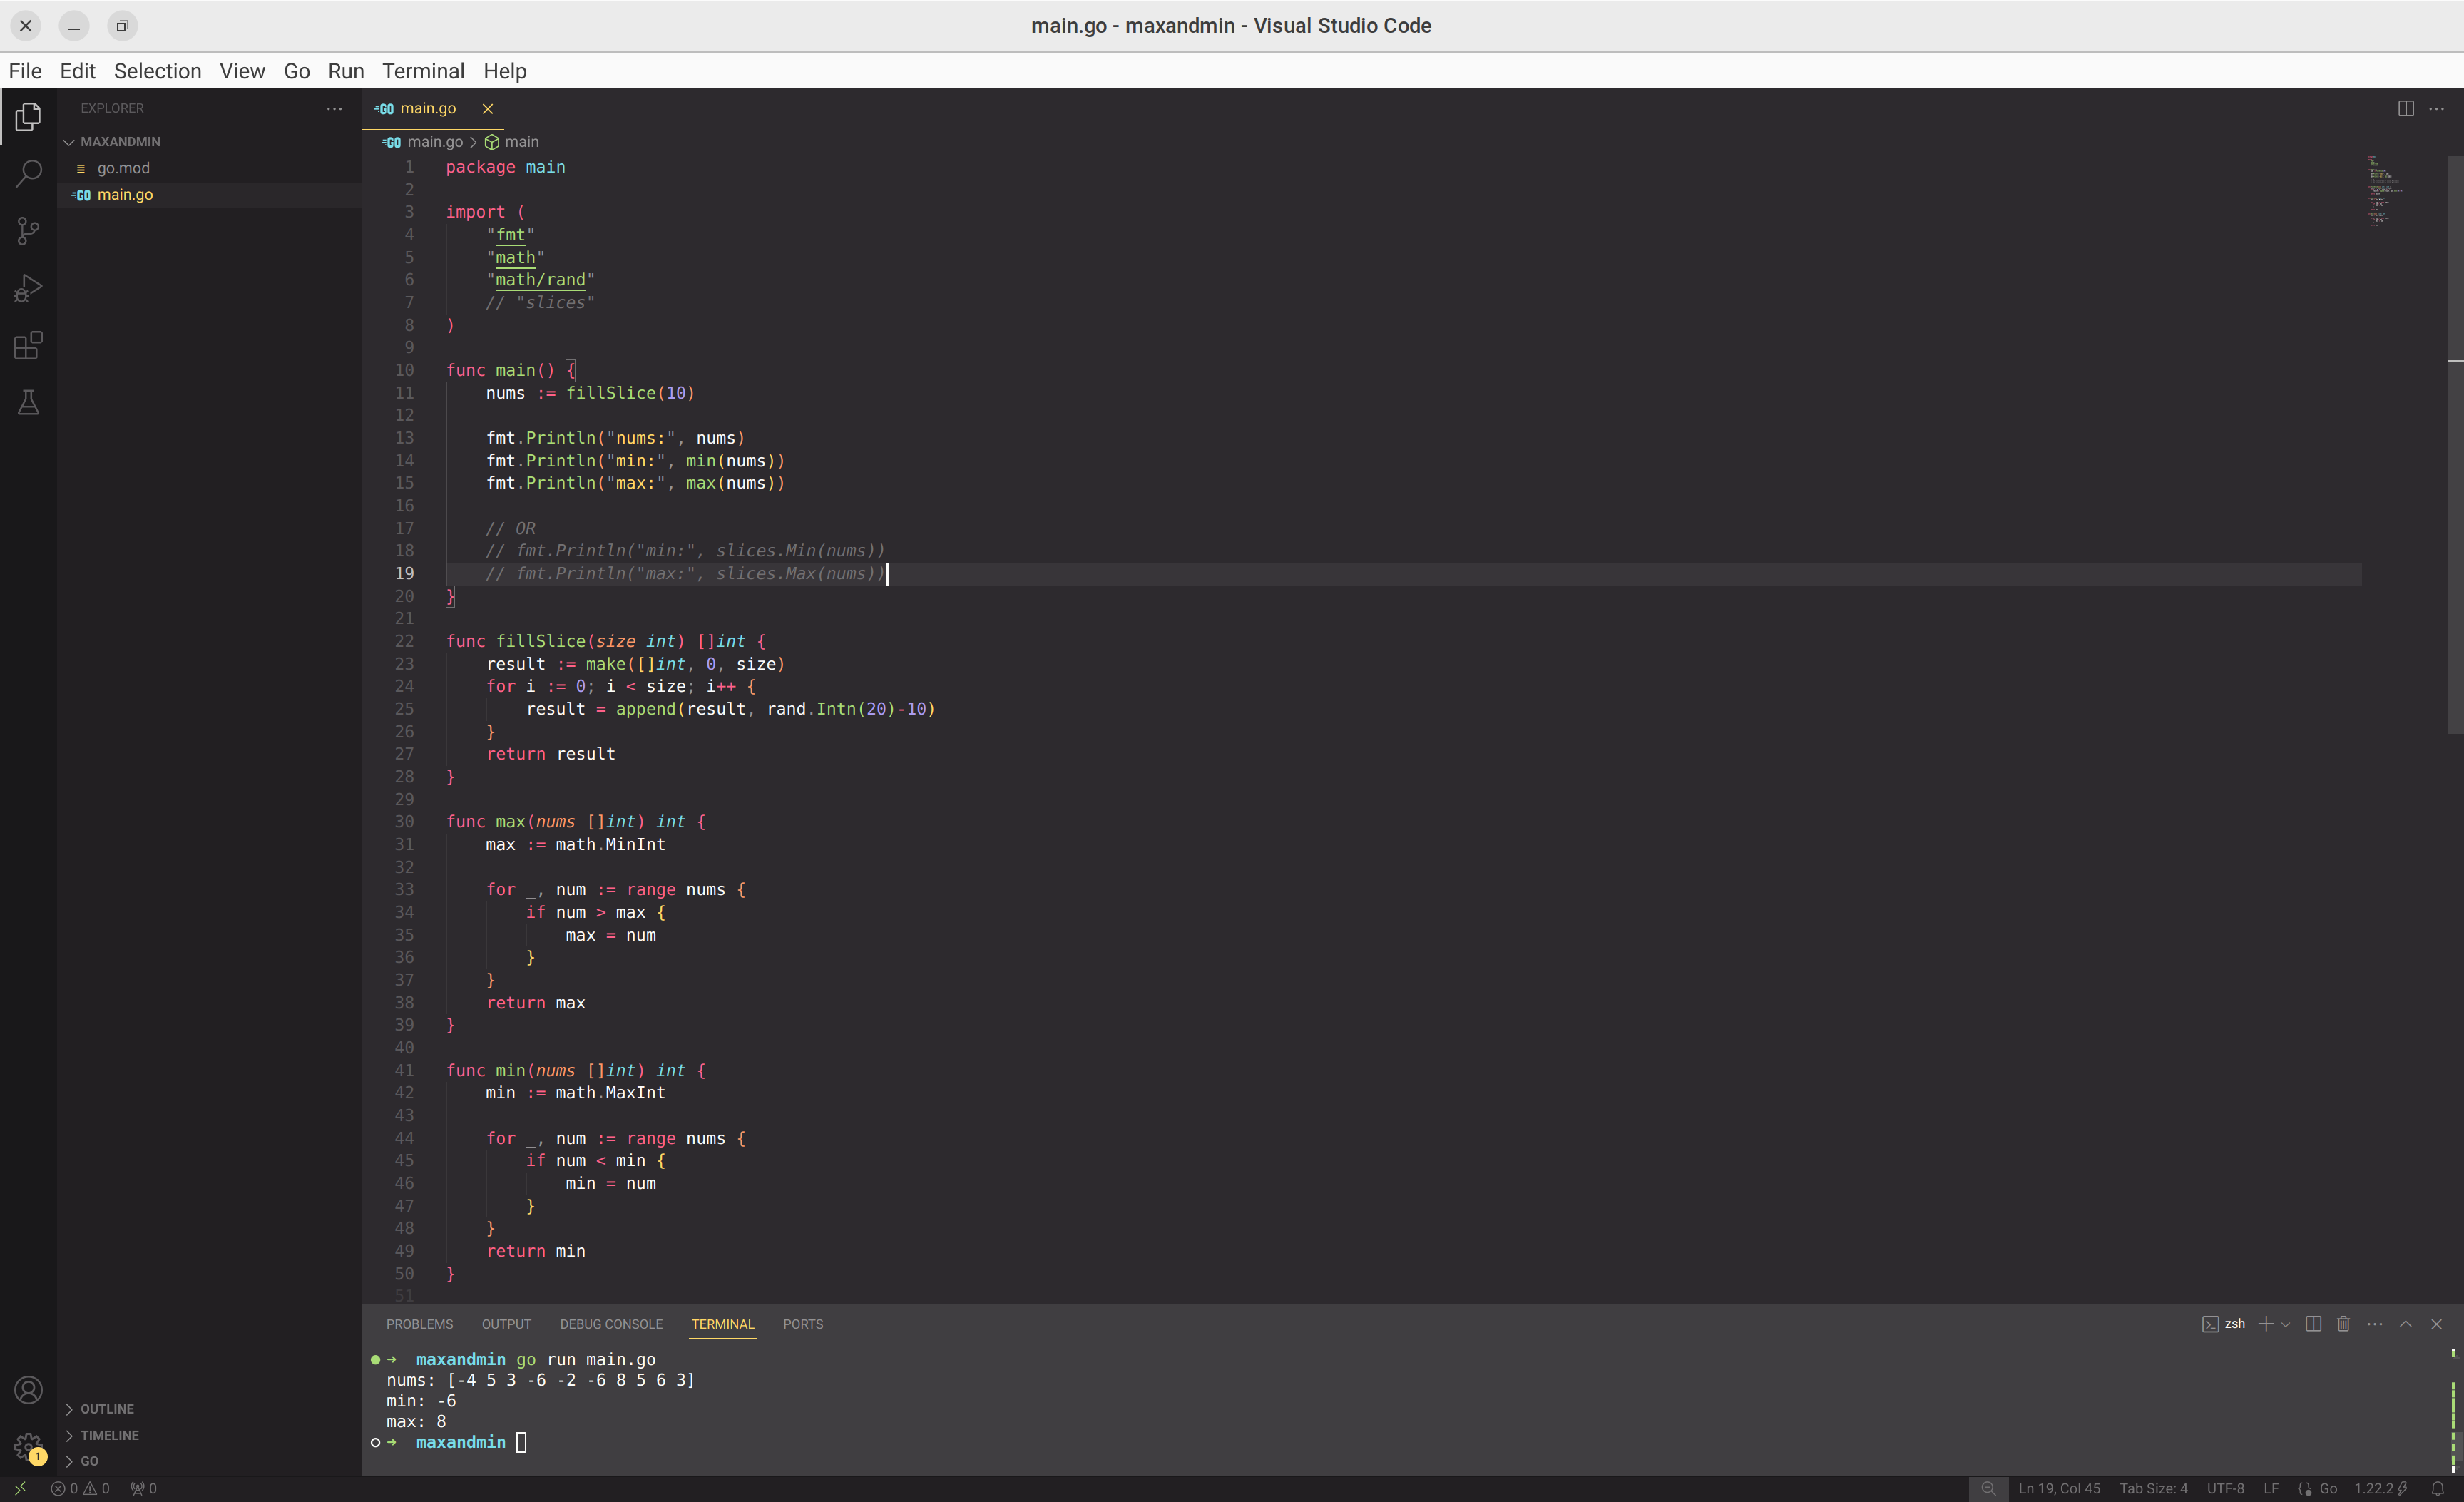 main.go - maxandmin - Visual Studio Code
File Edit Selection View Go Run Terminal Help
EXPLORER
MAXANDMIN
go.mod
GO main.go
OUTLINE
TIMELINE
GO
GO main.go
GO main.go > main
1 package main
2
3 import (
4     "fmt"
5     "math"
6     "math/rand"
7     // "slices"
8 )
9
10 func main() {
11     nums := fillSlice(10)
12
13     fmt.Println("nums:", nums)
14     fmt.Println("min:", min(nums))
15     fmt.Println("max:", max(nums))
16
17     // OR
18     // fmt.Println("min:", slices.Min(nums))
19     // fmt.Println("max:", slices.Max(nums))
20 }
21
22 func fillSlice(size int) []int {
23     result := make([]int, 0, size)
24     for i := 0; i < size; i++ {
25         result = append(result, rand.Intn(20)-10)
26     }
27     return result
28 }
29
30 func max(nums []int) int {
31     max := math.MinInt
32
33     for _, num := range nums {
34         if num > max {
35             max = num
36         }
37     }
38     return max
39 }
40
41 func min(nums []int) int {
42     min := math.MaxInt
43
44     for _, num := range nums {
45         if num < min {
46             min = num
47         }
48     }
49     return min
50 }
51
PROBLEMS OUTPUT DEBUG CONSOLE TERMINAL PORTS
zsh
→ maxandmin go run main.go
nums: [-4 5 3 -6 -2 -6 8 5 6 3]
min: -6
max: 8
→ maxandmin
1
0 0 0
Ln 19, Col 45 Tab Size: 4 UTF-8 LF Go 1.22.2